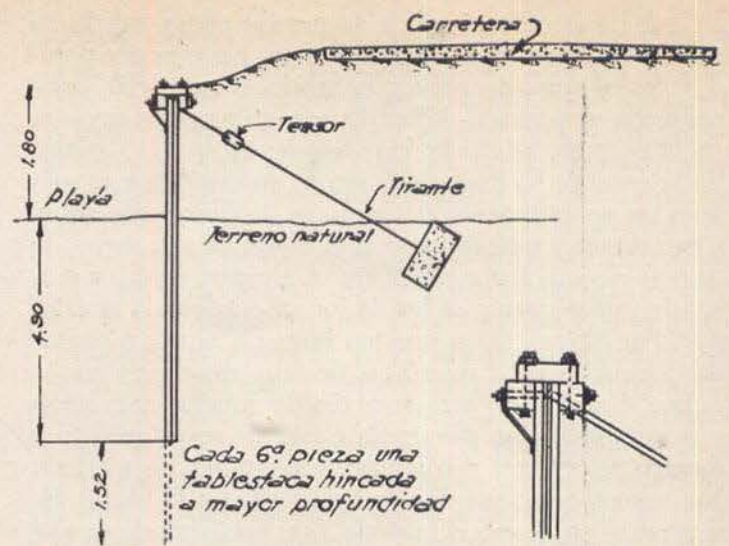 Carretera
Tensor
1.80
Playa
Tirante
Terreno natural
4.90
Cada 6ª pieza una
tablestaca hincada
a mayor profundidad
1.52